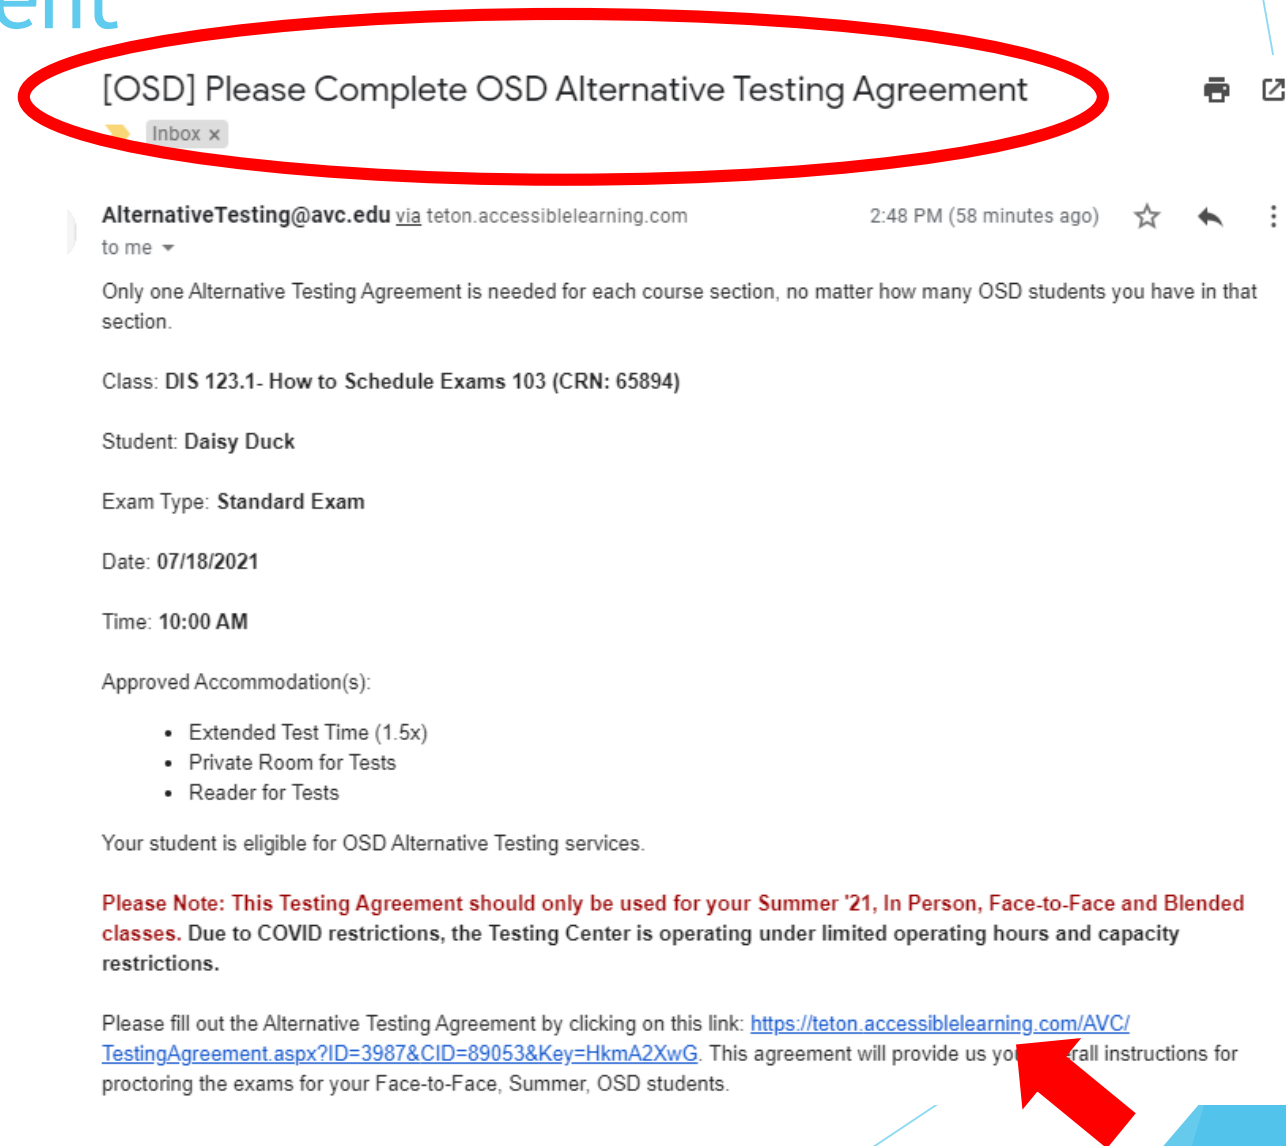 [OSD] Please Complete OSD Alternative Testing Agreement
Inbox x
AlternativeTesting@avc.edu via teton.accessiblelearning.com 2:48 PM (58 minutes ago)
to me
Only one Alternative Testing Agreement is needed for each course section, no matter how many OSD students you have in that
section.
Class: DIS 123.1- How to Schedule Exams 103 (CRN: 65894)
Student: Daisy Duck
Exam Type: Standard Exam
Date: 07/18/2021
Time: 10:00 AM
Approved Accommodation(s):
• Extended Test Time (1.5x)
• Private Room for Tests
• Reader for Tests
Your student is eligible for OSD Alternative Testing services.
Please Note: This Testing Agreement should only be used for your Summer '21, In Person, Face-to-Face and Blended
classes. Due to COVID restrictions, the Testing Center is operating under limited operating hours and capacity
restrictions.
Please fill out the Alternative Testing Agreement by clicking on this link: https://teton.accessiblelearning.com/AVC/
TestingAgreement.aspx?ID=3987&CID=89053&Key=HkmA2XwG. This agreement will provide us instructions for
proctoring the exams for your Face-to-Face, Summer, OSD students.